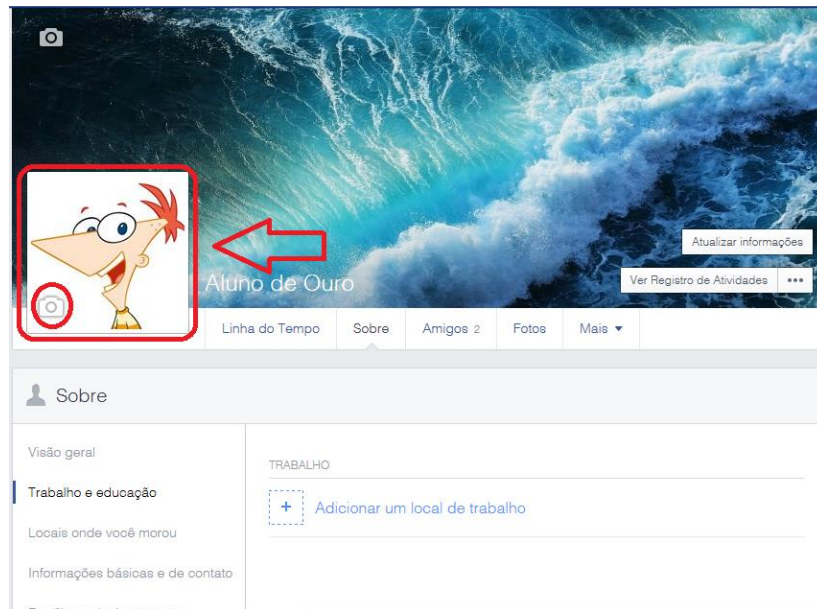 Atualizar informações
Aluno de Ouro
Ver Registro de Atividades
Linha do Tempo Sobre Amigos 2 Fotos Mais
Sobre
Visão geral
TRABALHO
Trabalho e educação
Adicionar um local de trabalho
Locais onde você morou
Informações básicas e de contato